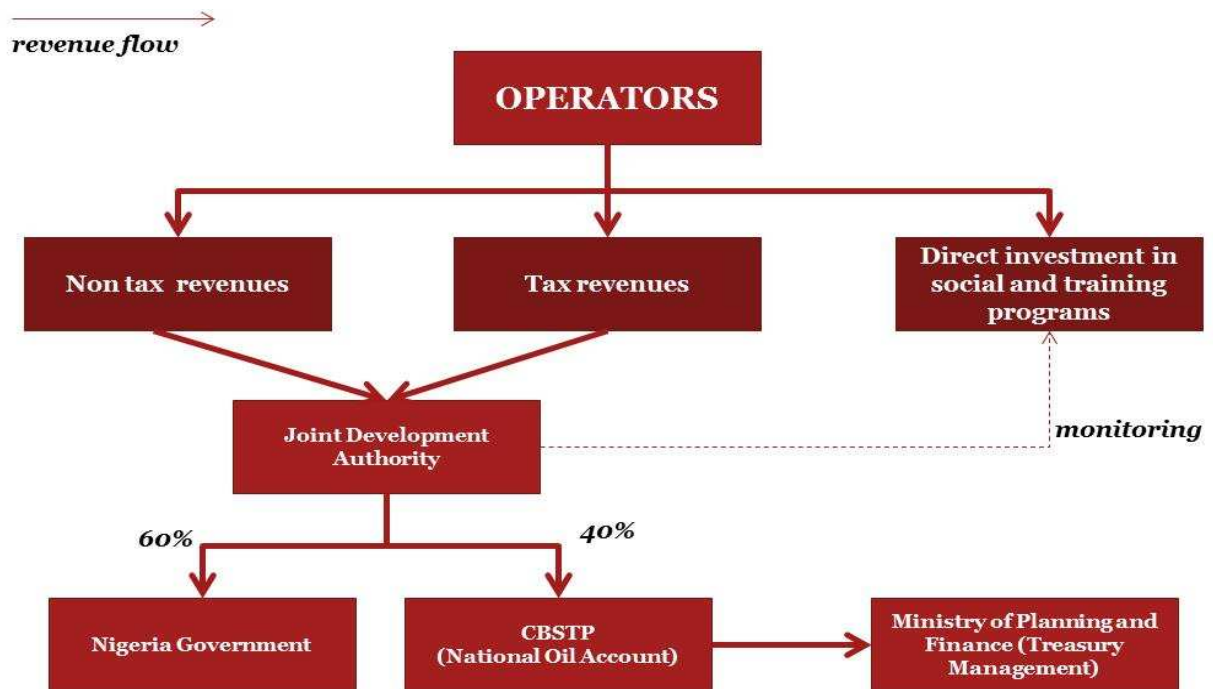 revenue flow
OPERATORS
Non tax revenues
Tax revenues
Direct investment in
social and training
programs
Joint Development
Authority
monitoring
60%
40%
Nigeria Government
CBSTP
(National Oil Account)
Ministry of Planning and
Finance (Treasury
Management)